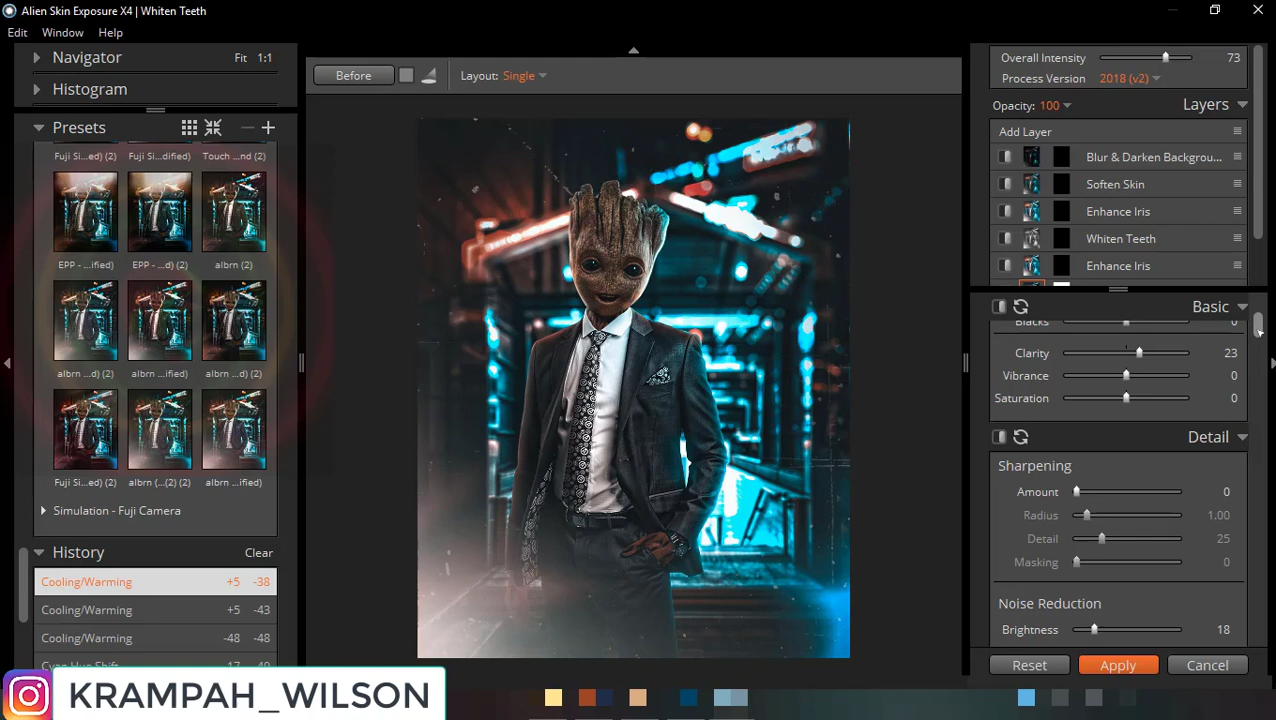 Alien Skin Exposure X4 | Whiten Teeth
Edit Window Help
Navigator Fit 1:1
Histogram
Presets
Fuji Si...ed) (2) Fuji Si...dified) Touch ...nd (2)
EPP - ...ified) EPP - ...d) (2) albrn (2)
albrn ...d) (2) albrn ...ified) albrn ...d) (2)
Fuji Si...ed) (2) albrn (...(2) (2) albrn ...ified)
Simulation - Fuji Camera
History Clear
Cooling/Warming +5 -38
Cooling/Warming +5 -43
Cooling/Warming -48 -48
Cyan Hue Shift -49
KRAMPAH_WILSON
Before Layout: Single
Overall Intensity 73
Process Version 2018 (v2)
Opacity: 100 Layers
Add Layer
Blur & Darken Backgrou...
Soften Skin
Enhance Iris
Whiten Teeth
Enhance Iris
Basic
Blacks 0
Clarity 23
Vibrance 0
Saturation 0
Detail
Sharpening
Amount 0
Radius 1.00
Detail 25
Masking 0
Noise Reduction
Brightness 18
Reset Apply Cancel